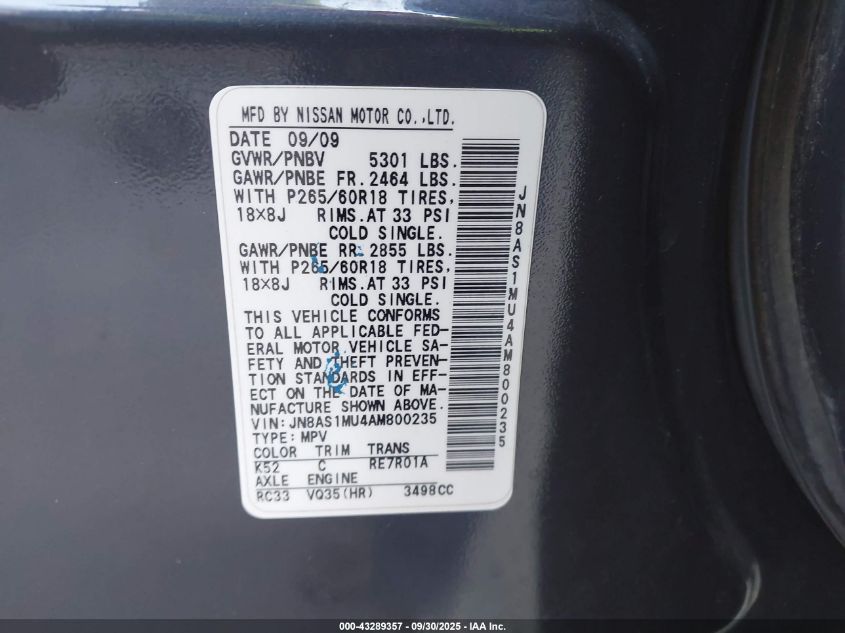 MFD BY NISSAN MOTOR CO.,LTD.
DATE 09/09
GVWR/PNBV 5301 LBS.
GAWR/PNBE FR. 2464 LBS.
WITH P265/60R18 TIRES,
18X8J RIMS.AT 33 PSI
COLD SINGLE.
GAWR/PNBE RR. 2855 LBS.
WITH P265/60R18 TIRES,
18X8J RIMS.AT 33 PSI
COLD SINGLE.
THIS VEHICLE CONFORMS
TO ALL APPLICABLE FED-
ERAL MOTOR VEHICLE SA-
FETY AND THEFT PREVEN-
TION STANDARDS IN EFF-
ECT ON THE DATE OF MA-
NUFACTURE SHOWN ABOVE.
VIN: JN8AS1MU4AM800235
TYPE: MPV
COLOR TRIM TRANS
K52 C RE7R01A
AXLE ENGINE
RC33 VQ35(HR) 3498CC
JN8AS1MU4AM800235
000-43289357 - 09/30/2025 - IAA Inc.